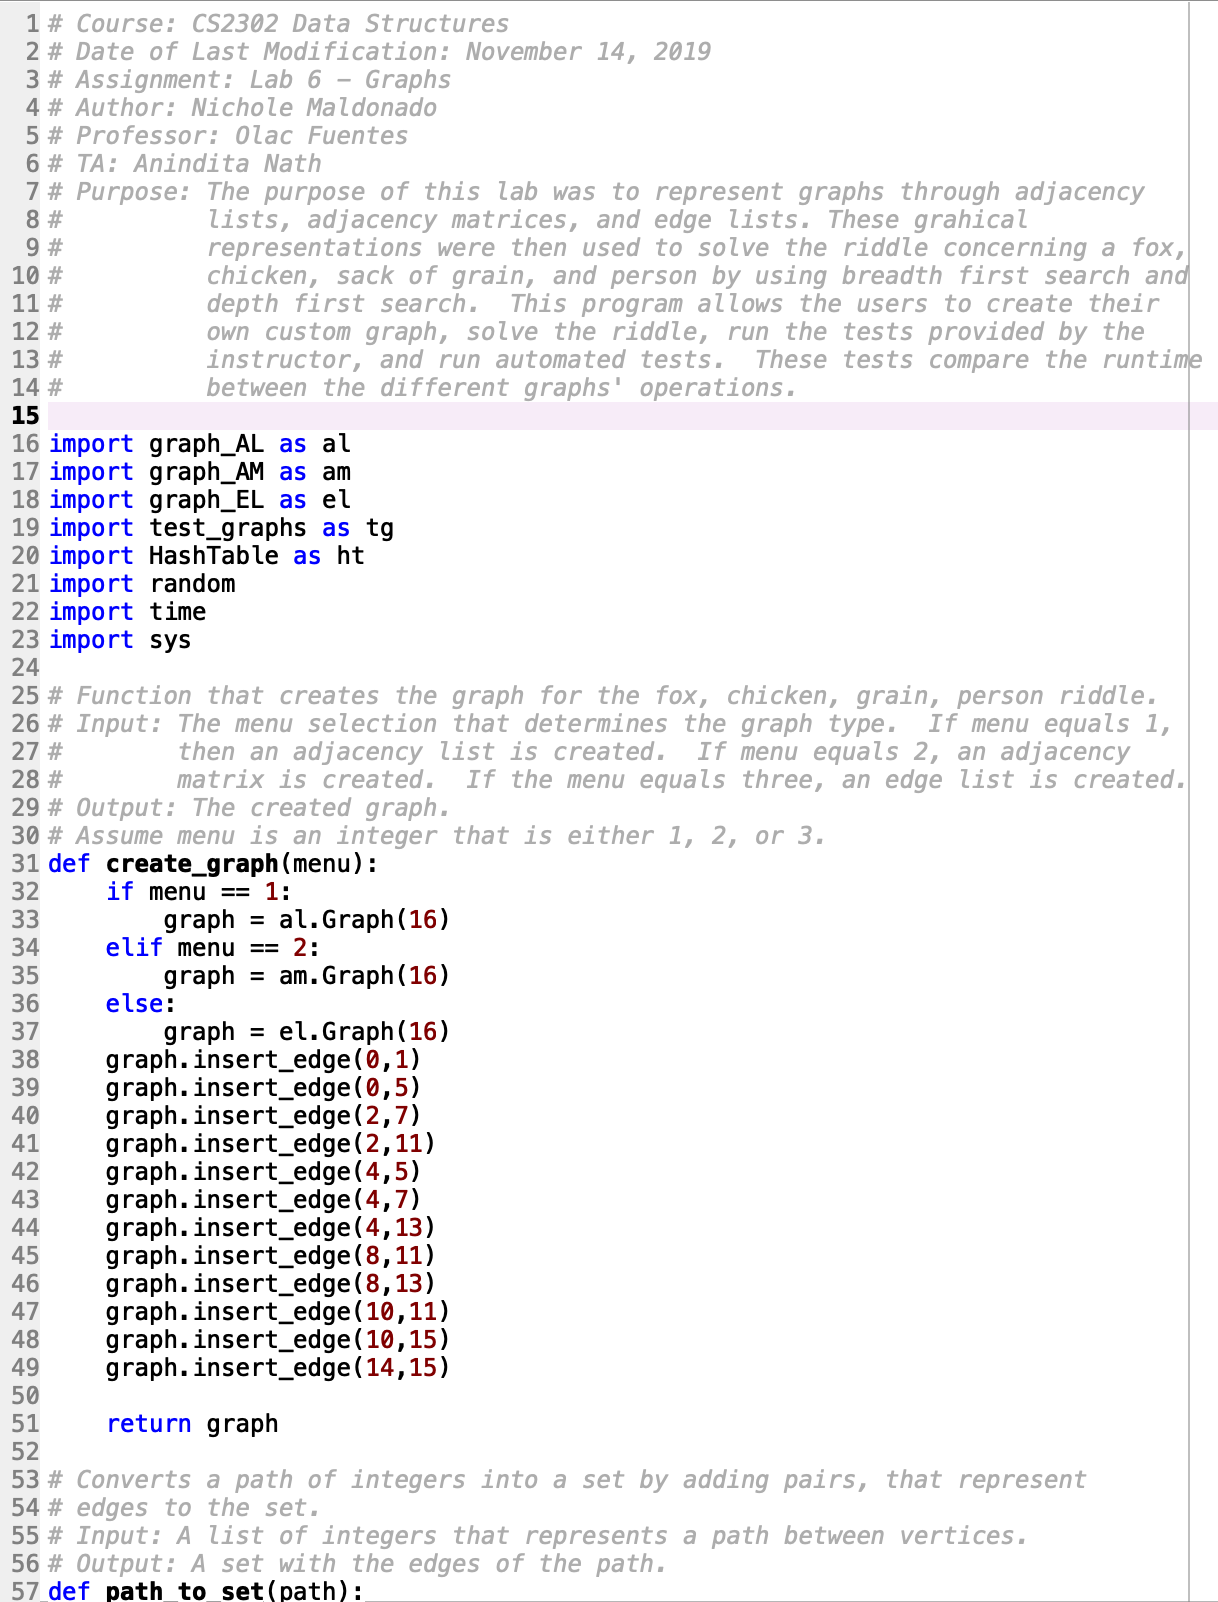 1 # Course: CS2302 Data Structures
2 # Date of Last Modification: November 14, 2019
3 # Assignment: Lab 6 – Graphs
4 # Author: Nichole Maldonado
5 # Professor: Olac Fuentes
6 # TA: Anindita Nath
7 # Purpose: The purpose of this lab was to represent graphs through adjacency
8 #          lists, adjacency matrices, and edge lists. These grahical
9 #          representations were then used to solve the riddle concerning a fox,
10 #          chicken, sack of grain, and person by using breadth first search and
11 #          depth first search.  This program allows the users to create their
12 #          own custom graph, solve the riddle, run the tests provided by the
13 #          instructor, and run automated tests.  These tests compare the runtime
14 #          between the different graphs' operations.
15
16 import graph_AL as al
17 import graph_AM as am
18 import graph_EL as el
19 import test_graphs as tg
20 import HashTable as ht
21 import random
22 import time
23 import sys
24
25 # Function that creates the graph for the fox, chicken, grain, person riddle.
26 # Input: The menu selection that determines the graph type.  If menu equals 1,
27 #        then an adjacency list is created.  If menu equals 2, an adjacency
28 #        matrix is created.  If the menu equals three, an edge list is created.
29 # Output: The created graph.
30 # Assume menu is an integer that is either 1, 2, or 3.
31 def create_graph(menu):
32     if menu == 1:
33         graph = al.Graph(16)
34     elif menu == 2:
35         graph = am.Graph(16)
36     else:
37         graph = el.Graph(16)
38     graph.insert_edge(0,1)
39     graph.insert_edge(0,5)
40     graph.insert_edge(2,7)
41     graph.insert_edge(2,11)
42     graph.insert_edge(4,5)
43     graph.insert_edge(4,7)
44     graph.insert_edge(4,13)
45     graph.insert_edge(8,11)
46     graph.insert_edge(8,13)
47     graph.insert_edge(10,11)
48     graph.insert_edge(10,15)
49     graph.insert_edge(14,15)
50
51     return graph
52
53 # Converts a path of integers into a set by adding pairs, that represent
54 # edges to the set.
55 # Input: A list of integers that represents a path between vertices.
56 # Output: A set with the edges of the path.
57 def path_to_set(path):